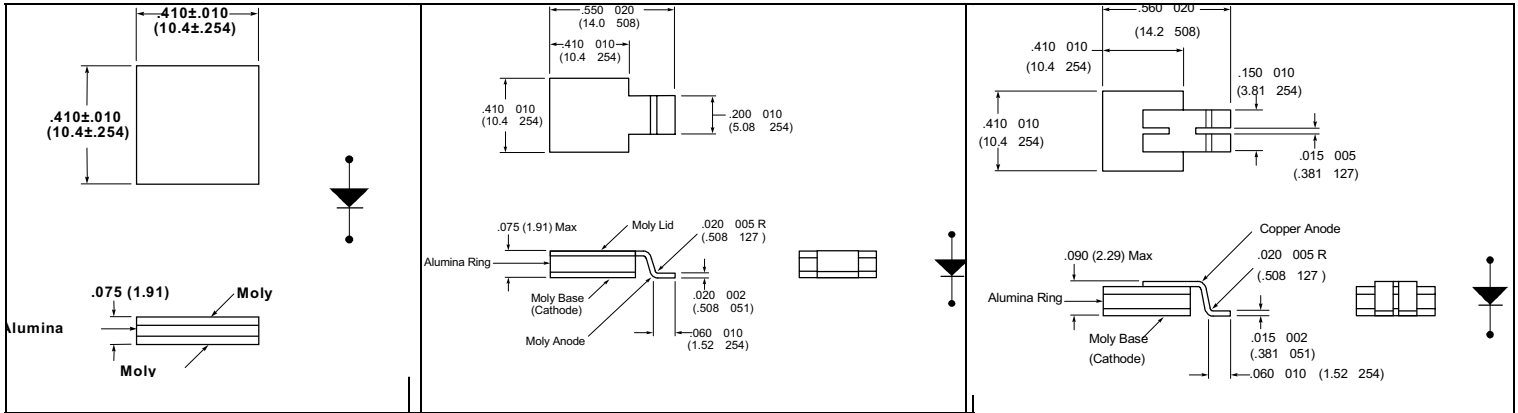 .410±.010
(10.4±.254)
.410±.010
(10.4±.254)
.075 (1.91)
Moly
Alumina
Moly
.550 020
(14.0 508)
.410 010
(10.4 254)
.410 010
(10.4 254)
.200 010
(5.08 254)
.075 (1.91) Max
Moly Lid
.020 005 R
(.508 127 )
Alumina Ring
Moly Base
(Cathode)
.020 002
(.508 051)
Moly Anode
.060 010
(1.52 254)
.560 020
(14.2 508)
.410 010
(10.4 254)
.150 010
(3.81 254)
.410 010
(10.4 254)
.015 005
(.381 127)
Copper Anode
.090 (2.29) Max
.020 005 R
(.508 127 )
Alumina Ring
Moly Base
(Cathode)
.015 002
(.381 051)
.060 010 (1.52 254)